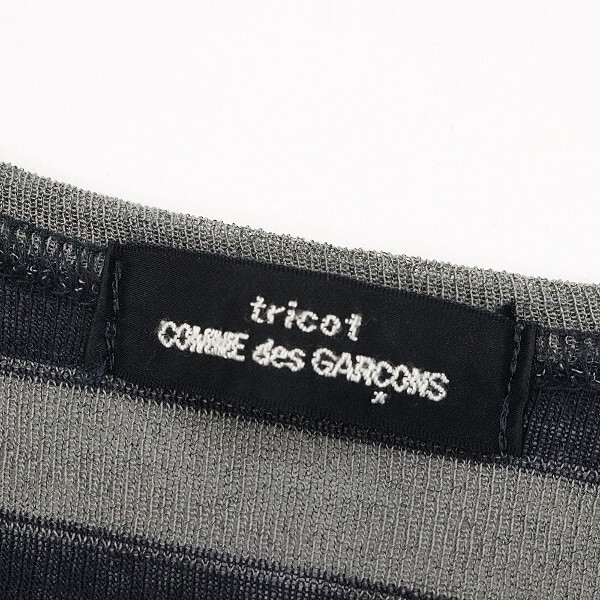 tricot
COMME des GARCONS
*